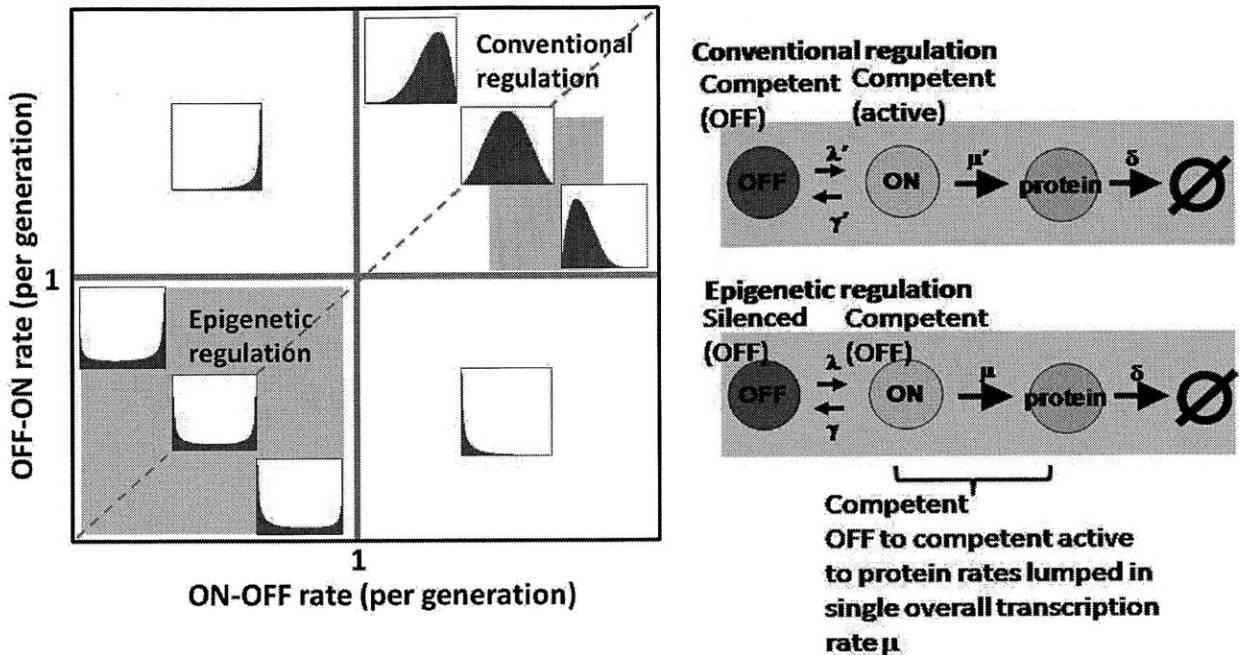 OFF-ON rate (per generation)
1
Conventional
regulation
Epigenetic
regulation
1
ON-OFF rate (per generation)
Conventional regulation
Competent
(OFF)
Competent
(active)
OFF
λ′
γ′
ON
μ′
protein
δ
∅
Epigenetic regulation
Silenced
(OFF)
Competent
(OFF)
OFF
λ
γ
ON
μ
protein
δ
∅
Competent
OFF to competent active
to protein rates lumped in
single overall transcription
rate μ